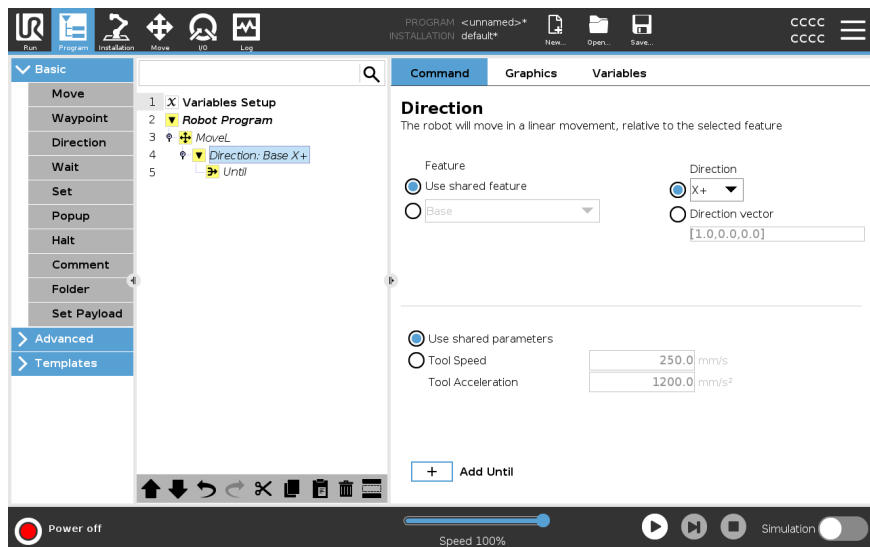 PROGRAM <unnamed>*
INSTALLATION default*
UR
Run
Program
Installation
Move
I/O
Log
New...
Open...
Save...
CCCC
CCCC
Basic
Move
Waypoint
Direction
Wait
Set
Popup
Halt
Comment
Folder
Set Payload
Advanced
Templates
1 X Variables Setup
2 Robot Program
3 MoveL
4 Direction: Base X+
5 Until
Command Graphics Variables
Direction
The robot will move in a linear movement, relative to the selected feature
Feature
Use shared feature
Base
Direction
X+
Direction vector
[1.0,0.0,0.0]
Use shared parameters
Tool Speed 250.0 mm/s
Tool Acceleration 1200.0 mm/s²
+ Add Until
Power off
Speed 100%
Simulation